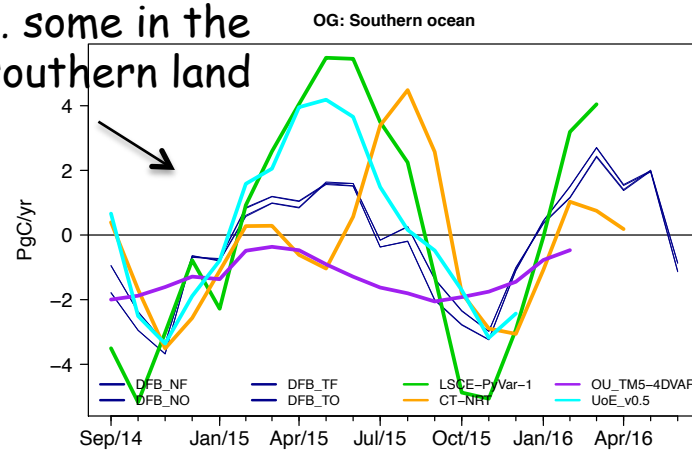 . some in the
southern land
OG: Southern ocean
PgC/yr
4
2
0
−2
−4
DFB_NF DFB_TF LSCE−PyVar−1 OU_TM5−4DVAR
DFB_NO DFB_TO CT−NRT UoE_v0.5
Sep/14 Jan/15 Apr/15 Jul/15 Oct/15 Jan/16 Apr/16